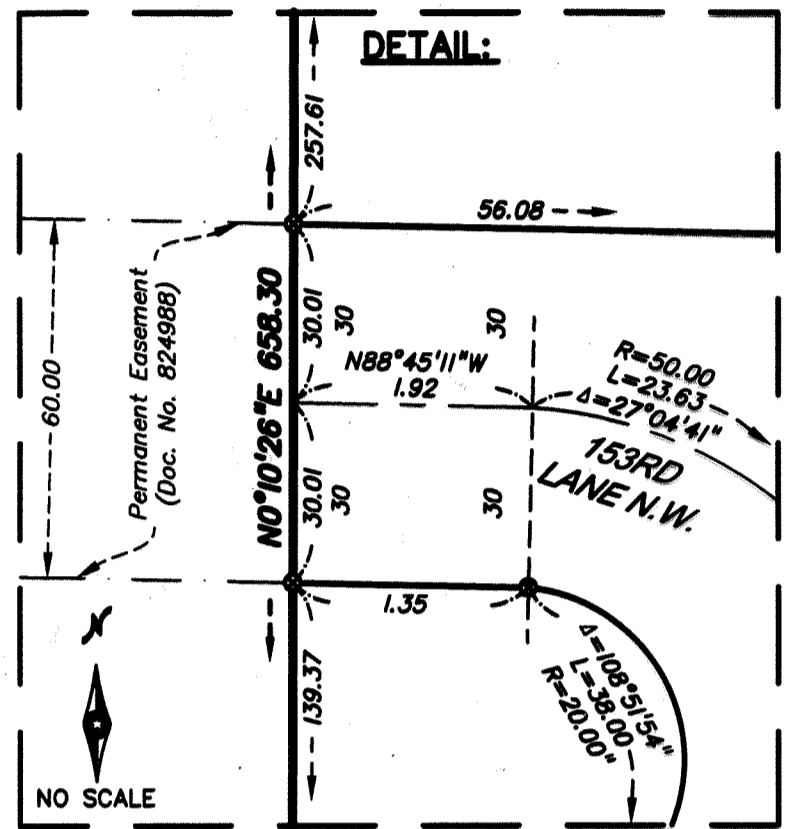 DETAIL:
257.61
56.08
Permanent Easement
(Doc. No. 824988)
60.00
N0°10'26"E 658.30
30.01
30
30
N88°45'11"W
1.92
R=50.00
L=23.63
Δ=27°04'41"
153RD
LANE N.W.
30.01
30
30
1.35
139.37
Δ=108°51'54"
L=38.00
R=20.00"
N
NO SCALE